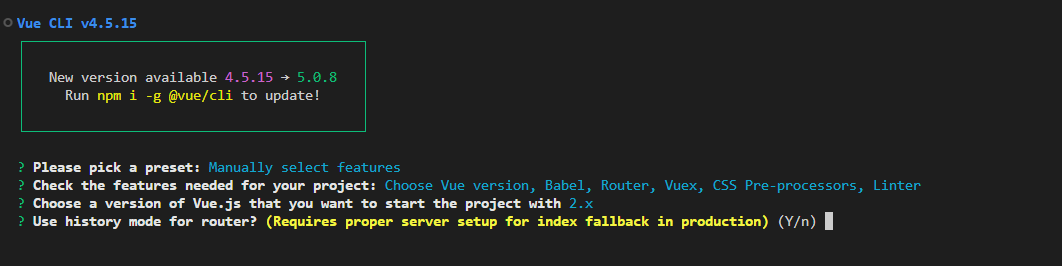 Vue CLI v4.5.15
New version available 4.5.15 → 5.0.8
Run npm i -g @vue/cli to update!
? Please pick a preset: Manually select features
? Check the features needed for your project: Choose Vue version, Babel, Router, Vuex, CSS Pre-processors, Linter
? Choose a version of Vue.js that you want to start the project with 2.x
? Use history mode for router? (Requires proper server setup for index fallback in production) (Y/n)